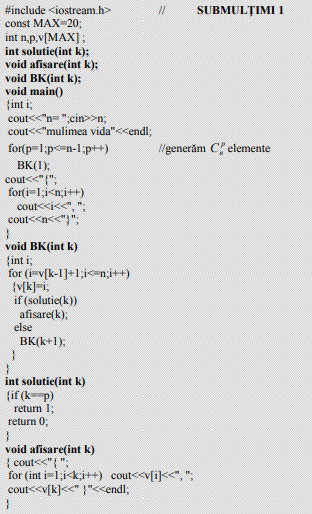 #include <iostream.h> // SUBMULȚIMI 1
const MAX=20;
int n,p,v[MAX] ;
int solutie(int k);
void afisare(int k);
void BK(int k);
void main()
{int i;
cout<<"n= ";cin>>n;
cout<<"mulimea vida"<<endl;
for(p=1;p<=n-1;p++) //generăm C_n^p elemente
BK(1);
cout<<"{";
for(i=1;i<n;i++)
cout<<i<<", ";
cout<<n<<"}";
}
void BK(int k)
{int i;
for (i=v[k-1]+1;i<=n;i++)
{v[k]=i;
if (solutie(k))
afisare(k);
else
BK(k+1);
}
}
int solutie(int k)
{if (k==p)
return 1;
return 0;
}
void afisare(int k)
{ cout<<"{ ";
for (int i=1;i<k;i++) cout<<v[i]<<", ";
cout<<v[k]<<" }"<<endl;
}